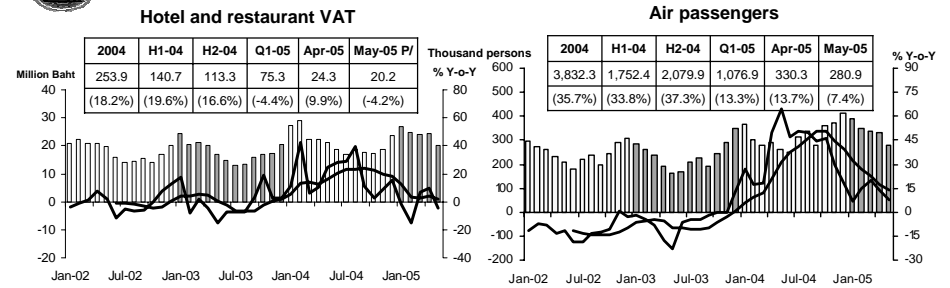 Hotel and restaurant VAT
2004 H1-04 H2-04 Q1-05 Apr-05 May-05 P/
Million Baht 253.9 140.7 113.3 75.3 24.3 20.2 % Y-o-Y
(18.2%) (19.6%) (16.6%) (-4.4%) (9.9%) (-4.2%)
40 80
30 60
20 40
10 20
0 0
-10 -20
-20 -40
Jan-02 Jul-02 Jan-03 Jul-03 Jan-04 Jul-04 Jan-05
Air passengers
Thousand persons % Y-o-Y
2004 H1-04 H2-04 Q1-05 Apr-05 May-05 P/
3,832.3 1,752.4 2,079.9 1,076.9 330.3 280.9
(35.7%) (33.8%) (37.3%) (13.3%) (13.7%) (7.4%)
600 90
500 75
400 60
300 45
200 30
100 15
0 0
-100 -15
-200 -30
Jan-02 Jul-02 Jan-03 Jul-03 Jan-04 Jul-04 Jan-05